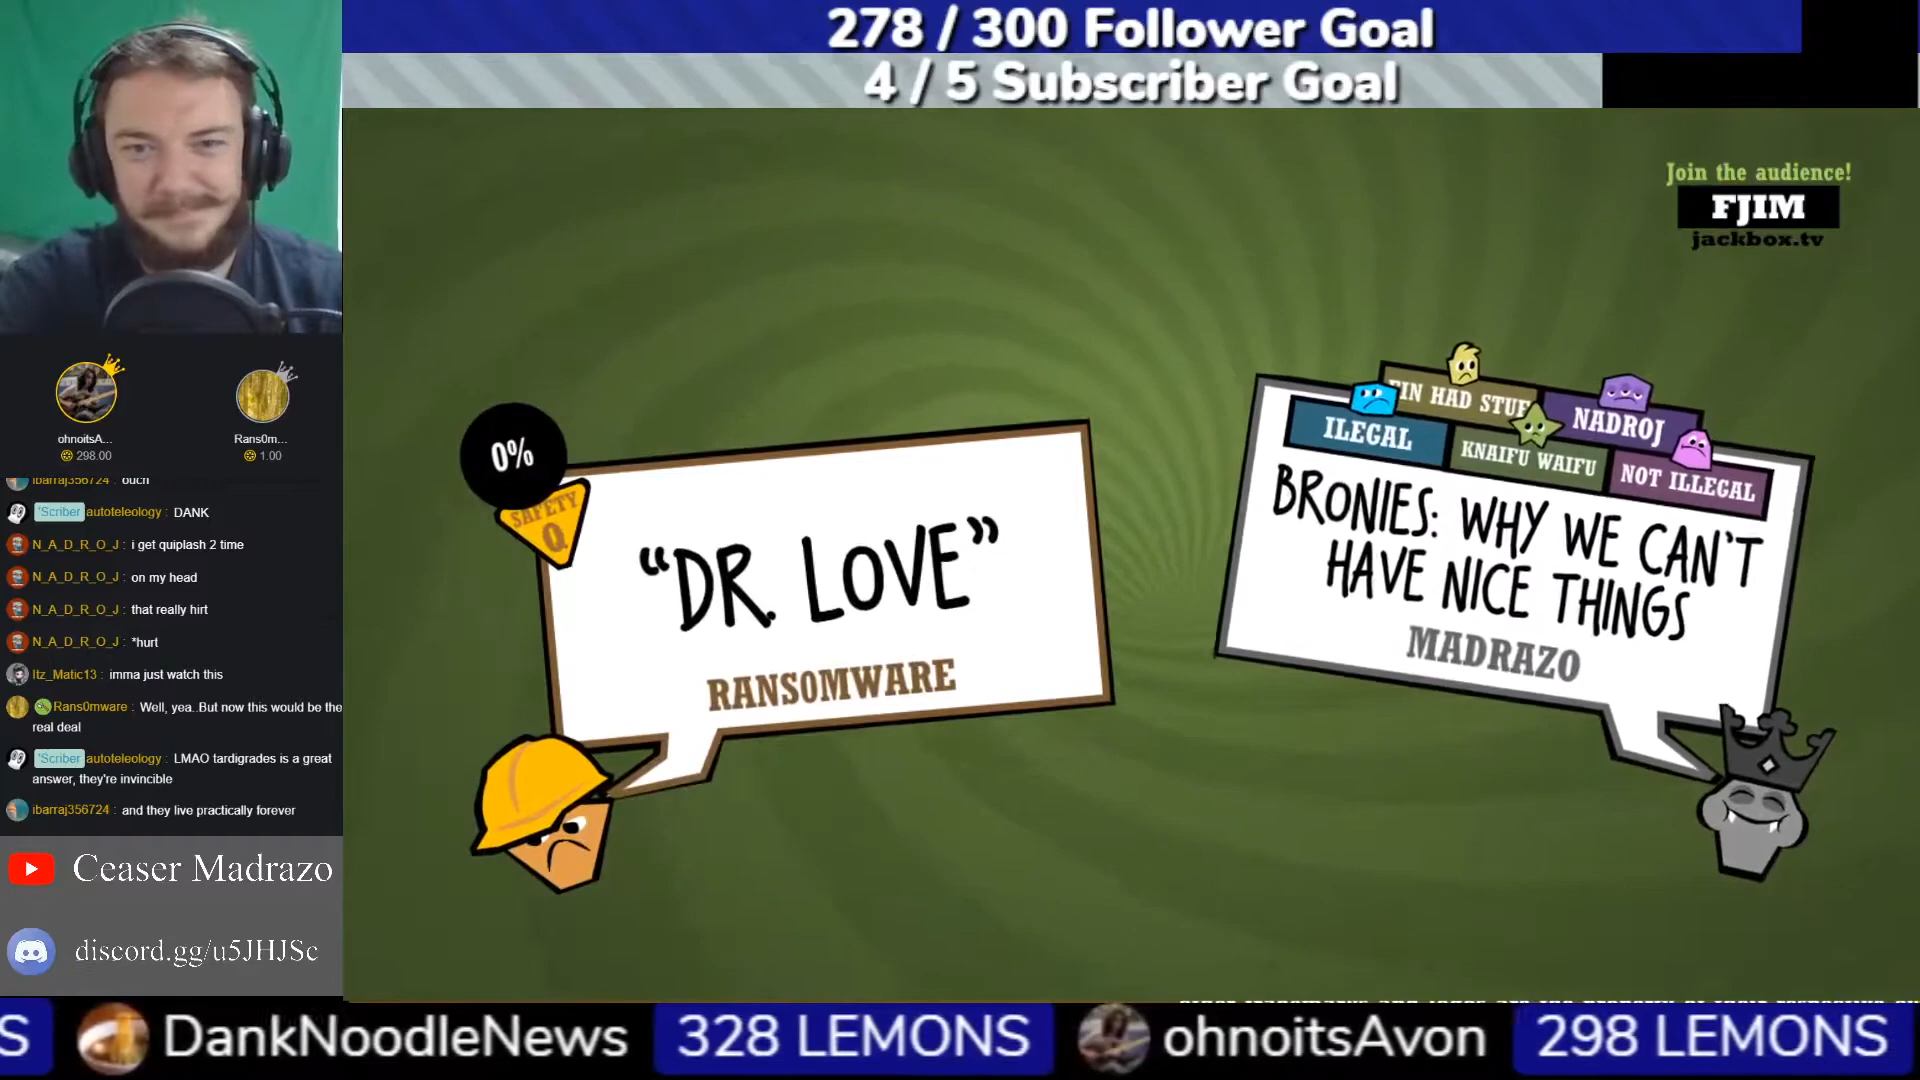 278 / 300 Follower Goal
4 / 5 Subscriber Goal
Join the audience!
FJIM
jackbox.tv
ohnoitsA...
298.00
Rans0m...
1.00
ibarraj356724 : ouch
'Scriber autoteleology : DANK
N_A_D_R_O_J : i get quiplash 2 time
N_A_D_R_O_J : on my head
N_A_D_R_O_J : that really hirt
N_A_D_R_O_J : *hurt
Itz_Matic13 : imma just watch this
Rans0mware : Well, yea..But now this would be the
real deal
'Scriber autoteleology : LMAO tardigrades is a great
answer, they're invincible
ibarraj356724 : and they live practically forever
Ceaser Madrazo
discord.gg/u5JHJSc
0%
SAFETY
Q
“DR. LOVE”
RANSOMWARE
FIN HAD STUF
NADROJ
ILEGAL
KNAIFU WAIFU
NOT ILLEGAL
BRONIES: WHY WE CAN'T
HAVE NICE THINGS
MADRAZO
S
DankNoodleNews
328 LEMONS
ohnoitsAvon
298 LEMONS